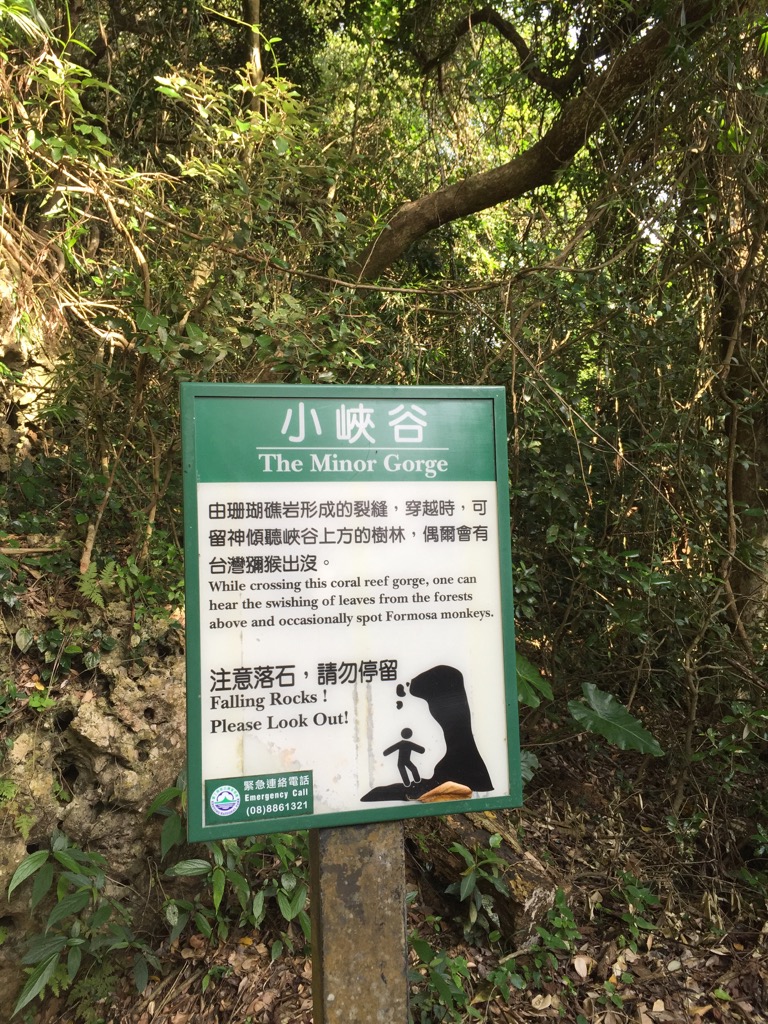 小峽谷
The Minor Gorge
由珊瑚礁岩形成的裂縫，穿越時，可
留神傾聽峽谷上方的樹林，偶爾會有
台灣獼猴出沒。
While crossing this coral reef gorge, one can
hear the swishing of leaves from the forests
above and occasionally spot Formosa monkeys.
注意落石，請勿停留
Falling Rocks !
Please Look Out!
緊急連絡電話
Emergency Call
(08)8861321